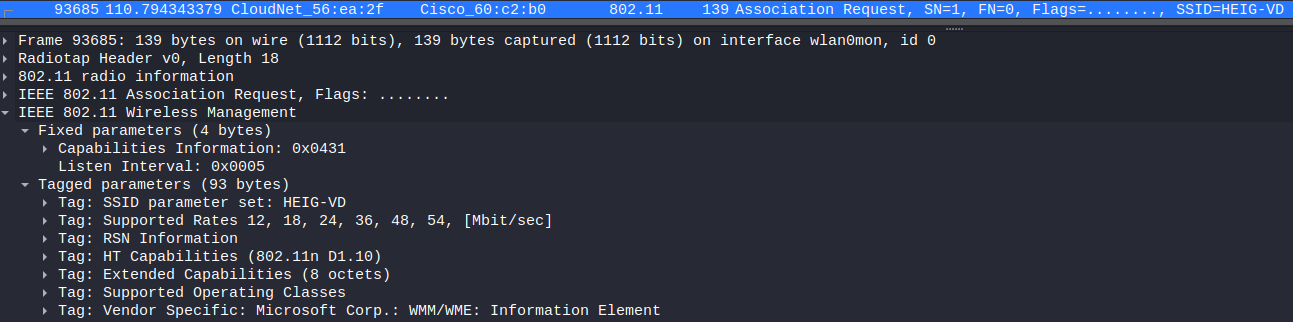 93685 110.794343379 CloudNet_56:ea:2f Cisco_60:c2:b0 802.11 139 Association Request, SN=1, FN=0, Flags=........, SSID=HEIG-VD
Frame 93685: 139 bytes on wire (1112 bits), 139 bytes captured (1112 bits) on interface wlan0mon, id 0
Radiotap Header v0, Length 18
802.11 radio information
IEEE 802.11 Association Request, Flags: ........
IEEE 802.11 Wireless Management
Fixed parameters (4 bytes)
Capabilities Information: 0x0431
Listen Interval: 0x0005
Tagged parameters (93 bytes)
Tag: SSID parameter set: HEIG-VD
Tag: Supported Rates 12, 18, 24, 36, 48, 54, [Mbit/sec]
Tag: RSN Information
Tag: HT Capabilities (802.11n D1.10)
Tag: Extended Capabilities (8 octets)
Tag: Supported Operating Classes
Tag: Vendor Specific: Microsoft Corp.: WMM/WME: Information Element